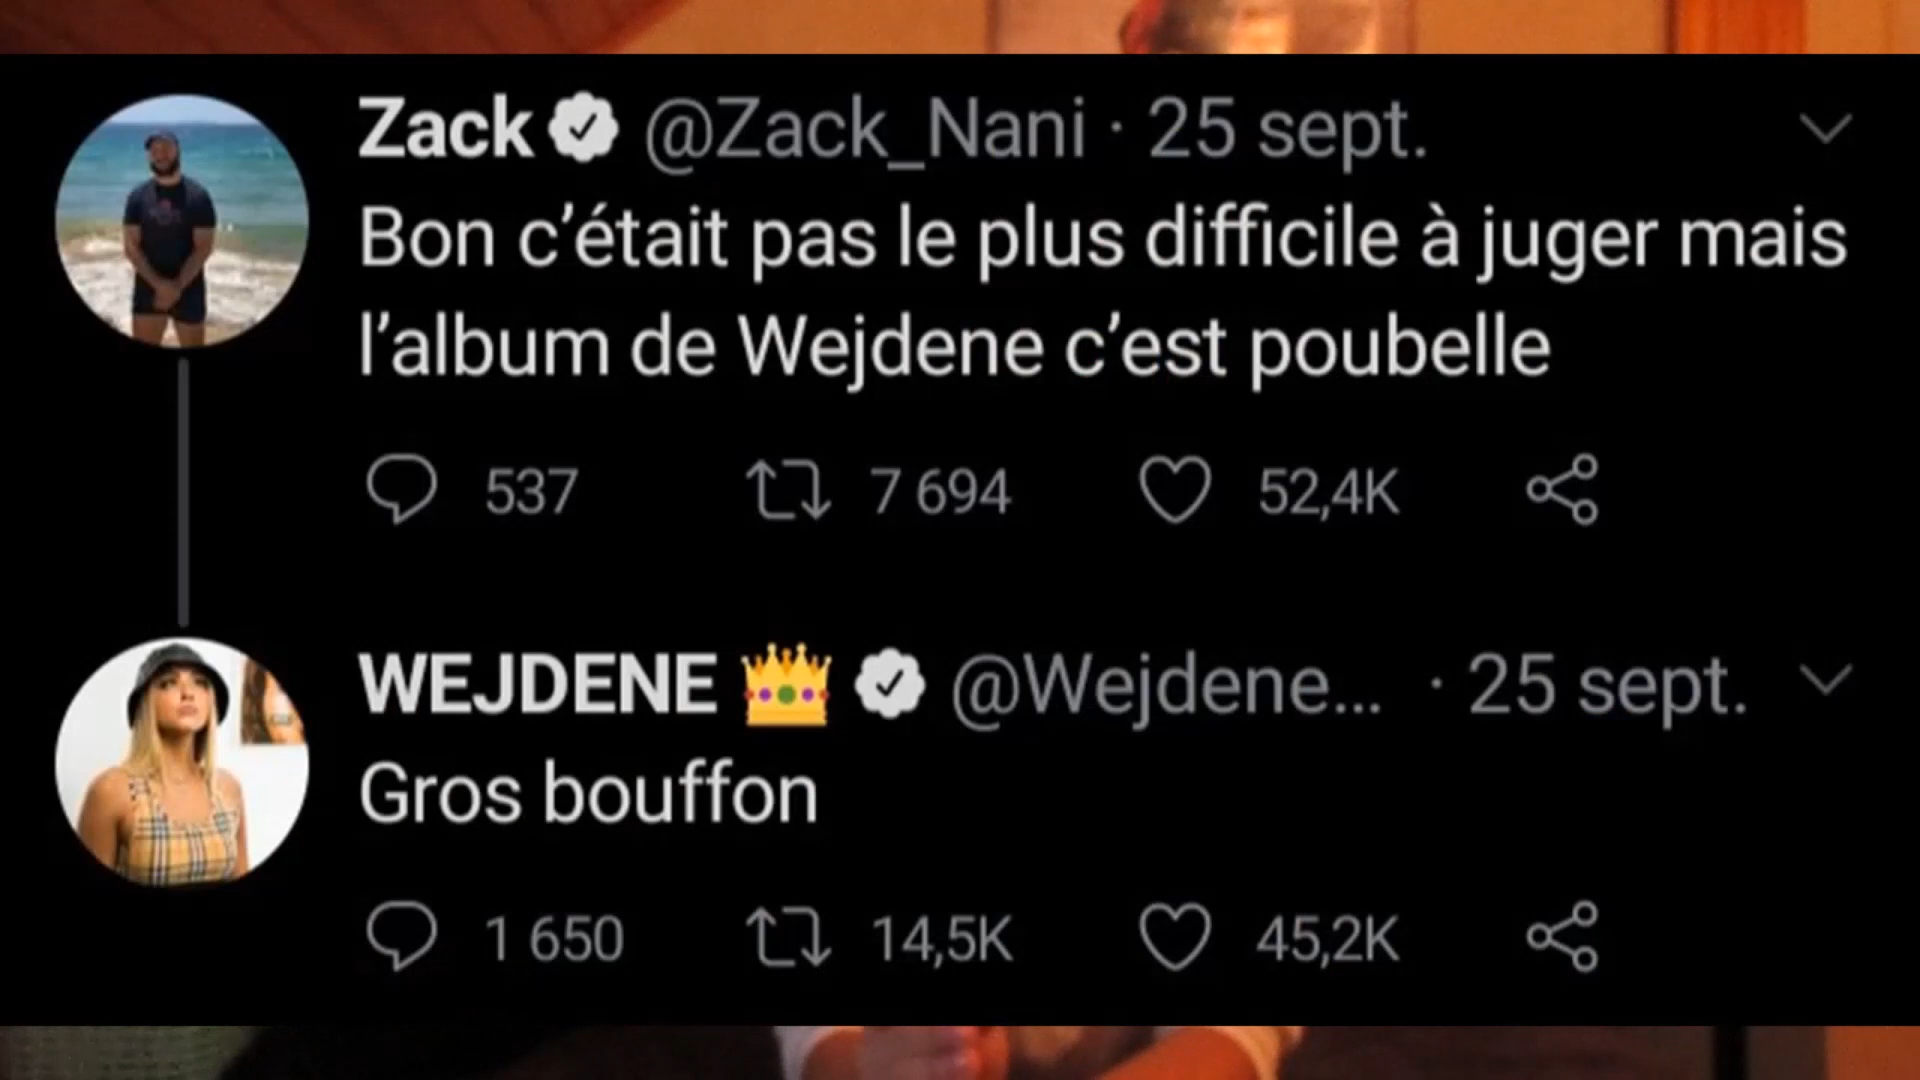 Zack @Zack_Nani · 25 sept.
Bon c’était pas le plus difficile à juger mais
l’album de Wejdene c’est poubelle
537 7 694 52,4K
WEJDENE 👑 @Wejdene... · 25 sept.
Gros bouffon
1 650 14,5K 45,2K